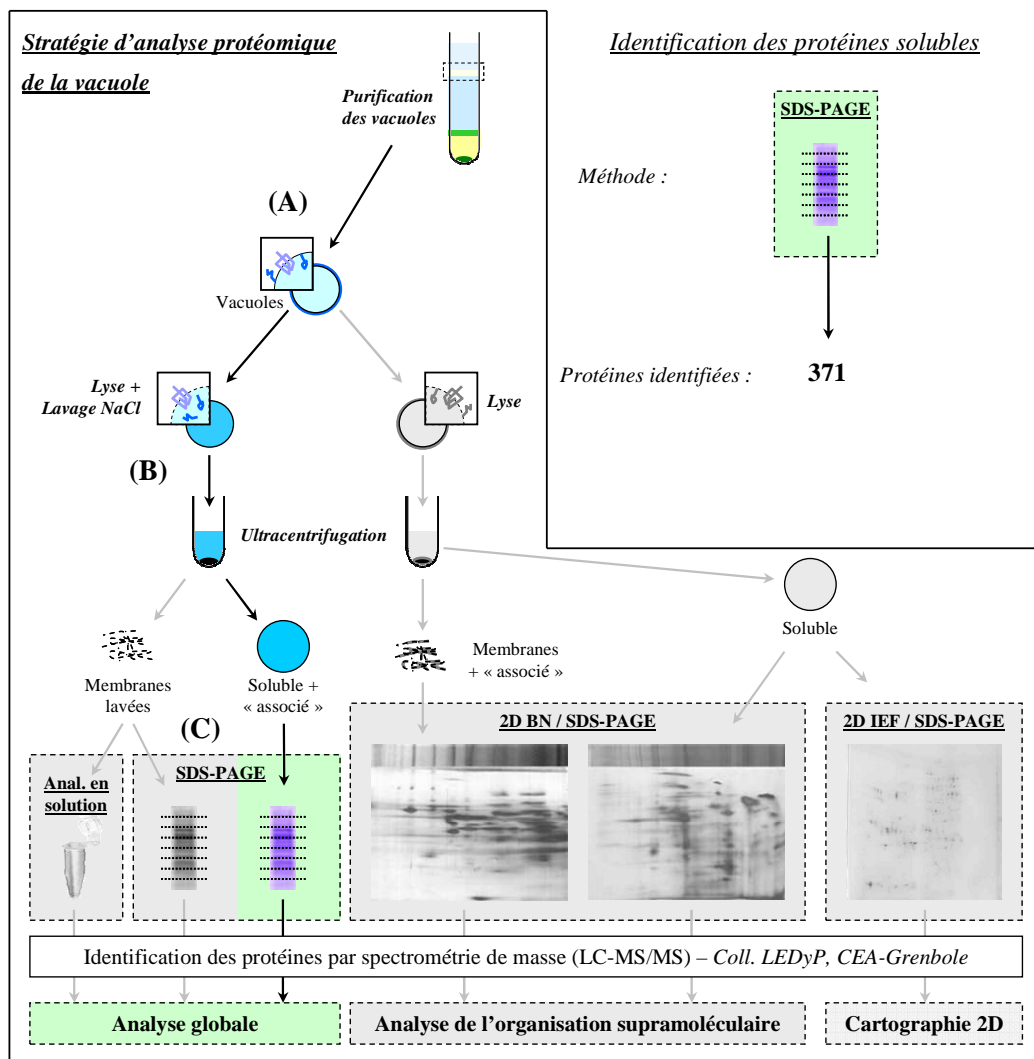 Stratégie d'analyse protéomique
de la vacuole
Purification
des vacuoles
(A)
Vacuoles
Lyse +
Lavage NaCl
Lyse
(B)
Ultracentrifugation
Identification des protéines solubles
SDS-PAGE
Méthode :
Protéines identifiées :
371
Membranes
lavées
Soluble +
« associé »
Membranes
+ « associé »
Soluble
(C)
Anal. en
solution
SDS-PAGE
2D BN / SDS-PAGE
2D IEF / SDS-PAGE
Identification des protéines par spectrométrie de masse (LC-MS/MS) – Coll. LEDyP, CEA-Grenbole
Analyse globale
Analyse de l'organisation supramoléculaire
Cartographie 2D